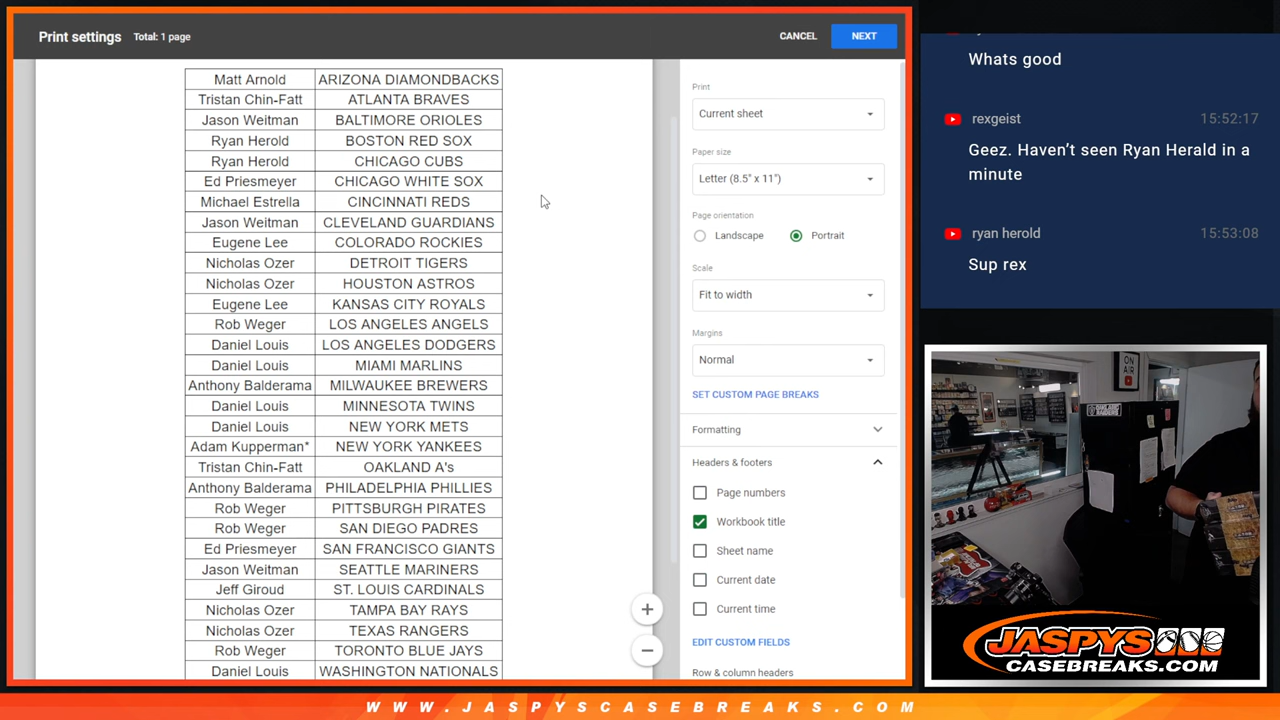 Print settings Total: 1 page CANCEL NEXT
Matt Arnold ARIZONA DIAMONDBACKS
Tristan Chin-Fatt ATLANTA BRAVES
Jason Weitman BALTIMORE ORIOLES
Ryan Herold BOSTON RED SOX
Ryan Herold CHICAGO CUBS
Ed Priesmeyer CHICAGO WHITE SOX
Michael Estrella CINCINNATI REDS
Jason Weitman CLEVELAND GUARDIANS
Eugene Lee COLORADO ROCKIES
Nicholas Ozer DETROIT TIGERS
Nicholas Ozer HOUSTON ASTROS
Eugene Lee KANSAS CITY ROYALS
Rob Weger LOS ANGELES ANGELS
Daniel Louis LOS ANGELES DODGERS
Daniel Louis MIAMI MARLINS
Anthony Balderama MILWAUKEE BREWERS
Daniel Louis MINNESOTA TWINS
Daniel Louis NEW YORK METS
Adam Kupperman* NEW YORK YANKEES
Tristan Chin-Fatt OAKLAND A's
Anthony Balderama PHILADELPHIA PHILLIES
Rob Weger PITTSBURGH PIRATES
Rob Weger SAN DIEGO PADRES
Ed Priesmeyer SAN FRANCISCO GIANTS
Jason Weitman SEATTLE MARINERS
Jeff Giroud ST. LOUIS CARDINALS
Nicholas Ozer TAMPA BAY RAYS
Nicholas Ozer TEXAS RANGERS
Rob Weger TORONTO BLUE JAYS
Daniel Louis WASHINGTON NATIONALS
Print
Current sheet
Paper size
Letter (8.5" x 11")
Page orientation
Landscape Portrait
Scale
Fit to width
Margins
Normal
SET CUSTOM PAGE BREAKS
Formatting
Headers & footers
Page numbers
Workbook title
Sheet name
Current date
Current time
EDIT CUSTOM FIELDS
Row & column headers
Whats good
rexgeist 15:52:17
Geez. Haven't seen Ryan Herald in a
minute
ryan herold 15:53:08
Sup rex
ON
AIR
JASPYS
CASEBREAKS.COM
WWW.JASPYSCASEBREAKS.COM